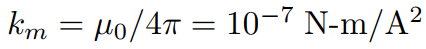 k_m = μ_0/4π = 10^{-7} N-m/A^2